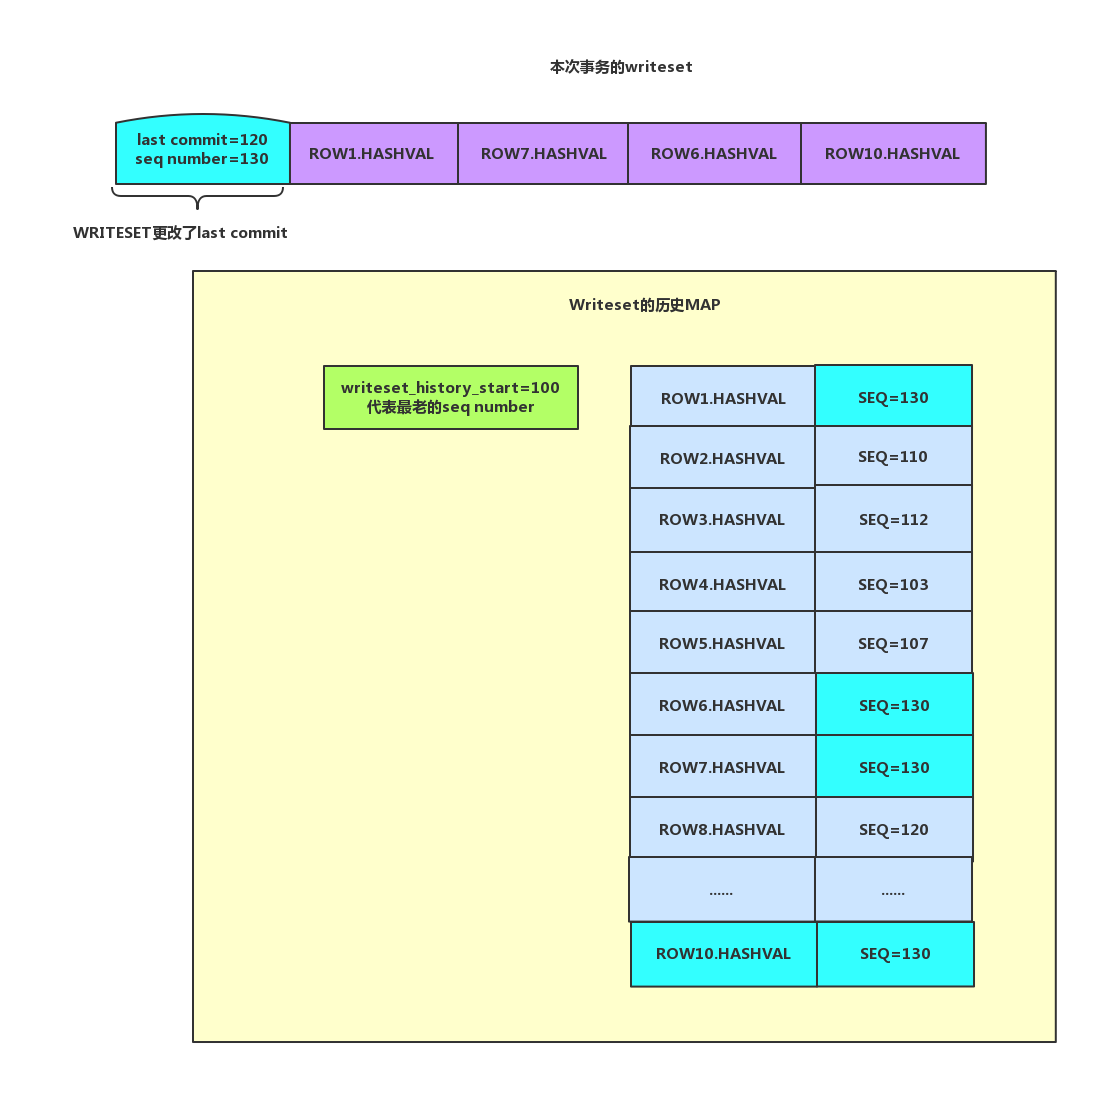 本次事务的writeset
last commit=120
seq number=130
ROW1.HASHVAL
ROW7.HASHVAL
ROW6.HASHVAL
ROW10.HASHVAL
WRITESET更改了last commit
Writeset的历史MAP
writeset_history_start=100
代表最老的seq number
ROW1.HASHVAL
SEQ=130
ROW2.HASHVAL
SEQ=110
ROW3.HASHVAL
SEQ=112
ROW4.HASHVAL
SEQ=103
ROW5.HASHVAL
SEQ=107
ROW6.HASHVAL
SEQ=130
ROW7.HASHVAL
SEQ=130
ROW8.HASHVAL
SEQ=120
......
......
ROW10.HASHVAL
SEQ=130